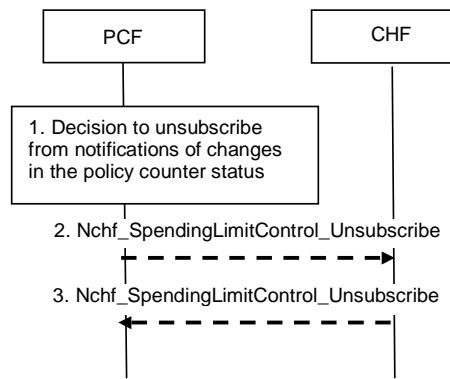 PCF
CHF
1. Decision to unsubscribe
from notifications of changes
in the policy counter status
2. Nchf_SpendingLimitControl_Unsubscribe
3. Nchf_SpendingLimitControl_Unsubscribe